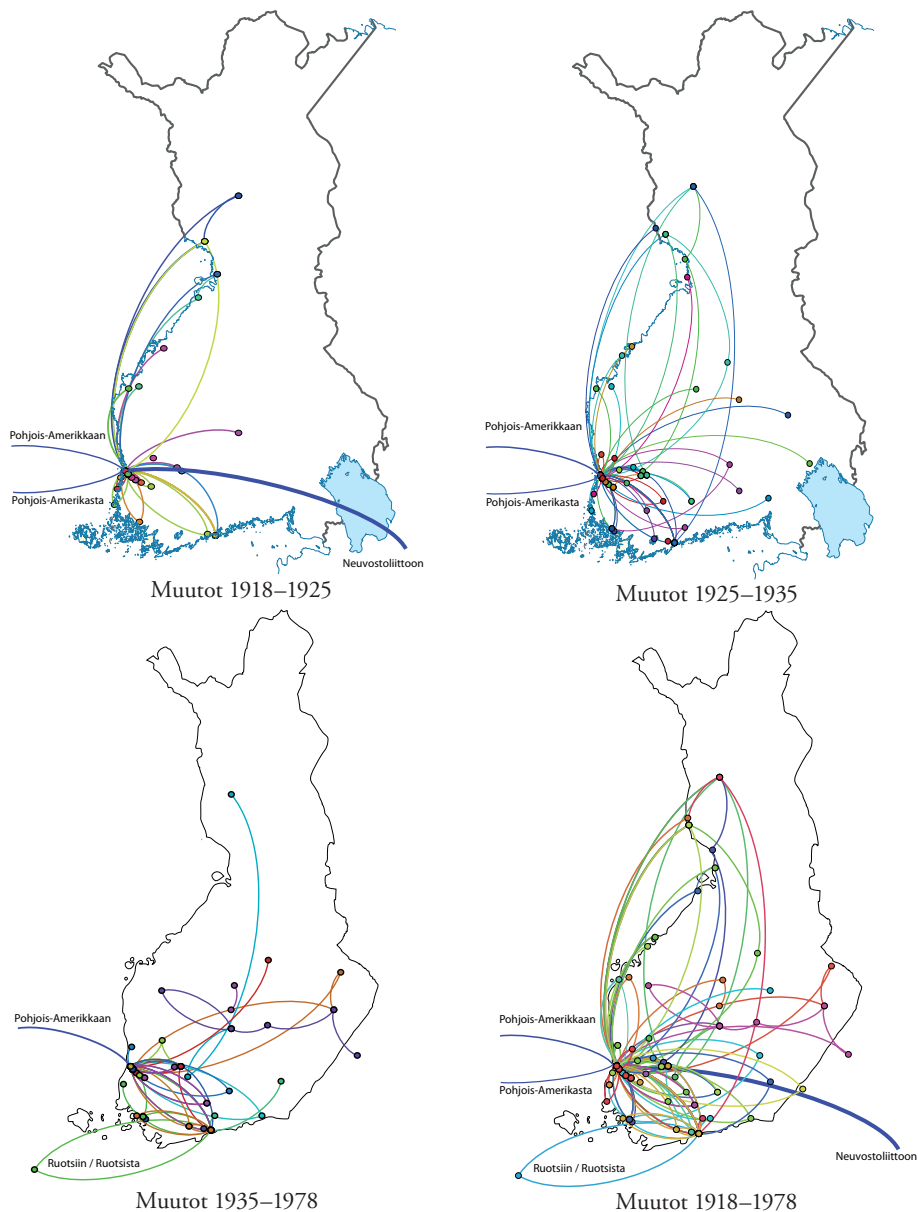 Pohjois-Amerikkaan
Pohjois-Amerikasta
Neuvostoliittoon
Muutot 1918–1925
Pohjois-Amerikkaan
Pohjois-Amerikasta
Muutot 1925–1935
Pohjois-Amerikkaan
Ruotsiin / Ruotsista
Muutot 1935–1978
Pohjois-Amerikkaan
Pohjois-Amerikasta
Neuvostoliittoon
Ruotsiin / Ruotsista
Muutot 1918–1978